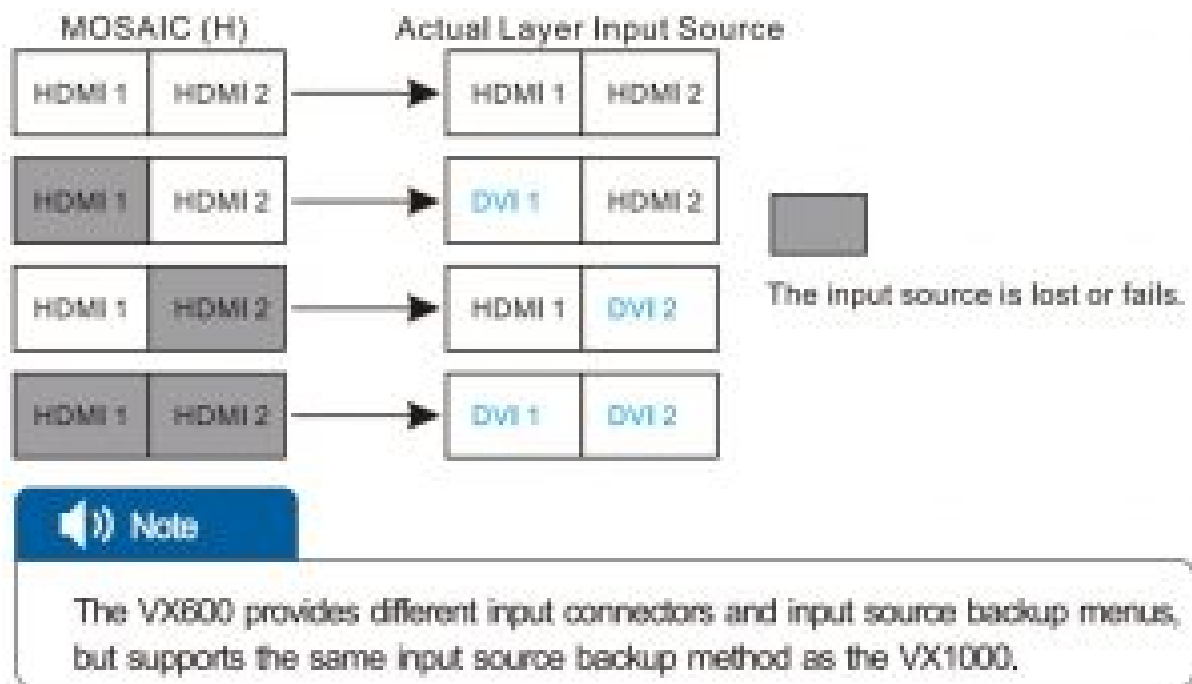 MOSAIC (H) Actual Layer Input Source
HDMI 1 HDMI 2 HDMI 1 HDMI 2
HDMI 1 HDMI 2 DVI 1 HDMI 2
HDMI 1 HDMI 2 HDMI 1 DVI 2
The input source is lost or fails.
HDMI 1 HDMI 2 DVI 1 DVI 2
Note
The VX600 provides different input connectors and input source backup menus,
but supports the same input source backup method as the VX1000.